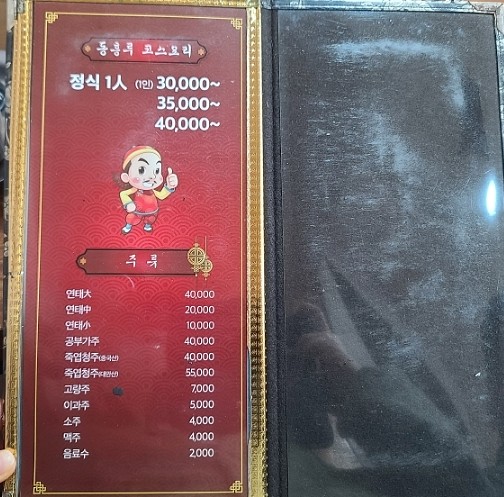 동흥루 코스요리
정식 1人 (1인) 30,000~
35,000~
40,000~
주 류
연태大 40,000
연태中 20,000
연태小 10,000
공부가주 40,000
죽엽청주(중국산) 40,000
죽엽청주(대만산) 55,000
고량주 7,000
이과주 5,000
소주 4,000
맥주 4,000
음료수 2,000